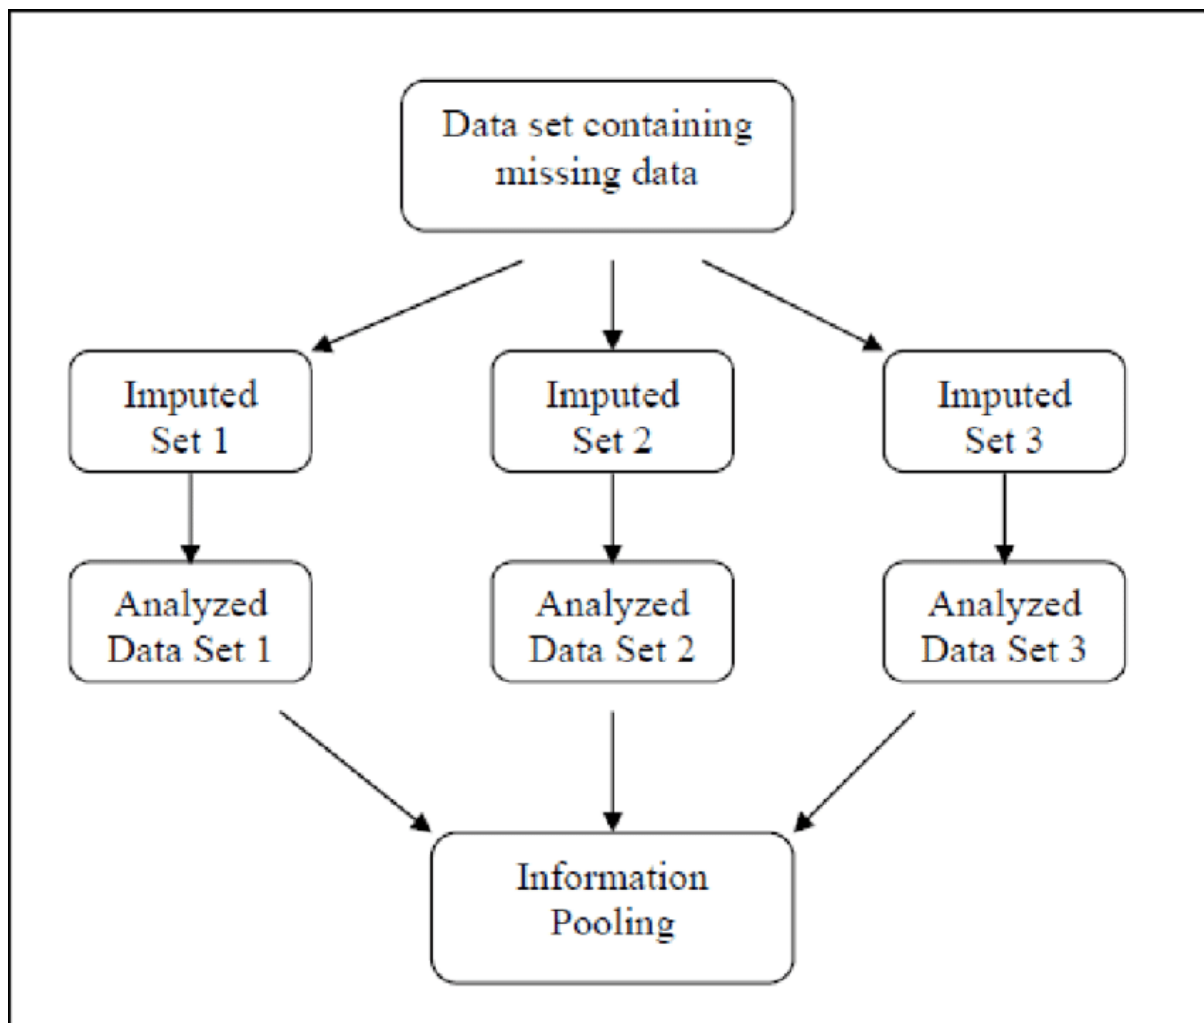 Data set containing
missing data
Imputed
Set 1
Imputed
Set 2
Imputed
Set 3
Analyzed
Data Set 1
Analyzed
Data Set 2
Analyzed
Data Set 3
Information
Pooling